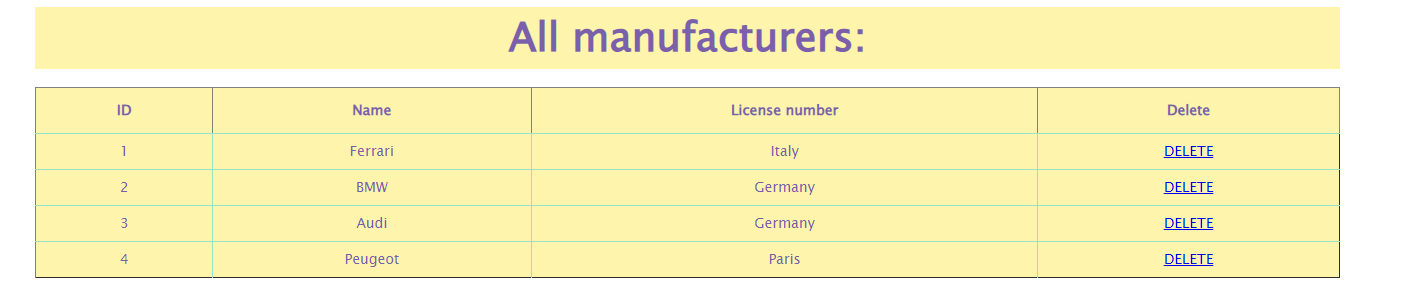 All manufacturers:
ID Name License number Delete
1 Ferrari Italy DELETE
2 BMW Germany DELETE
3 Audi Germany DELETE
4 Peugeot Paris DELETE